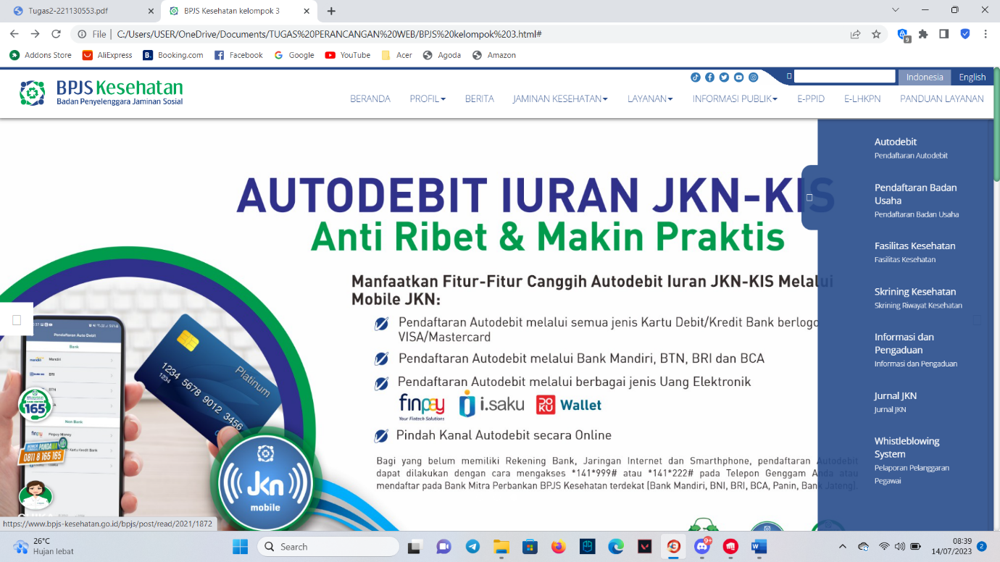 Tugas2-221130553.pdf
BPJS Kesehatan kelompok 3
File
C:/Users/USER/OneDrive/Documents/TUGAS%20PERANCANGAN%20WEB/BPJS%20kelompok%203.html#
9
Addons Store
AliExpress
B.
Booking.com
Facebook
Google
YouTube
Acer
Agoda
Amazon
BPJS Kesehatan
Badan Penyelenggara Jaminan Sosial
Indonesia
English
BERANDA
PROFIL
BERITA
JAMINAN KESEHATAN
LAYANAN
INFORMASI PUBLIK
E-PPID
E-LHKPN
PANDUAN LAYANAN
AUTODEBIT IURAN JKN-KIS
Anti Ribet & Makin Praktis
Manfaatkan Fitur-Fitur Canggih Autodebit Iuran JKN-KIS Melalui
Mobile JKN:
Pendaftaran Autodebit melalui semua jenis Kartu Debit/Kredit Bank berlogo
VISA/Mastercard
Pendaftaran Autodebit melalui Bank Mandiri, BTN, BRI dan BCA
Pendaftaran Autodebit melalui berbagai jenis Uang Elektronik
finpay
Your Fintech Solutions
i.saku
DOKU
Wallet
Pindah Kanal Autodebit secara Online
Bagi yang belum memiliki Rekening Bank, Jaringan Internet dan Smarthphone, pendaftaran Autodebit
dapat dilakukan dengan cara mengakses *141*999# atau *141*222# pada Telepon Genggam Anda atau
mendaftar pada Bank Mitra Perbankan BPJS Kesehatan terdekat (Bank Mandiri, BNI, BRI, BCA, Panin, Bank Jateng).
Pendaftaran Auto Debit
Bank
Mandiri
BRI
BTN
BCA
Non Bank
finpay
Finpay Money
Kartu Kredit Bank
165
PANDAWA
0811 8 165 165
Platinum
1234 5678 9012 3456
1234
Jkn
mobile
Autodebit
Pendaftaran Autodebit
Pendaftaran Badan
Usaha
Pendaftaran Badan Usaha
Fasilitas Kesehatan
Fasilitas Kesehatan
Skrining Kesehatan
Skrining Riwayat Kesehatan
Informasi dan
Pengaduan
Informasi dan Pengaduan
Jurnal JKN
Jurnal JKN
Whistleblowing
System
Pelaporan Pelanggaran
Pegawai
https://www.bpjs-kesehatan.go.id/bpjs/post/read/2021/1872
26°C
Hujan lebat
Search
9+
08:39
14/07/2023
2